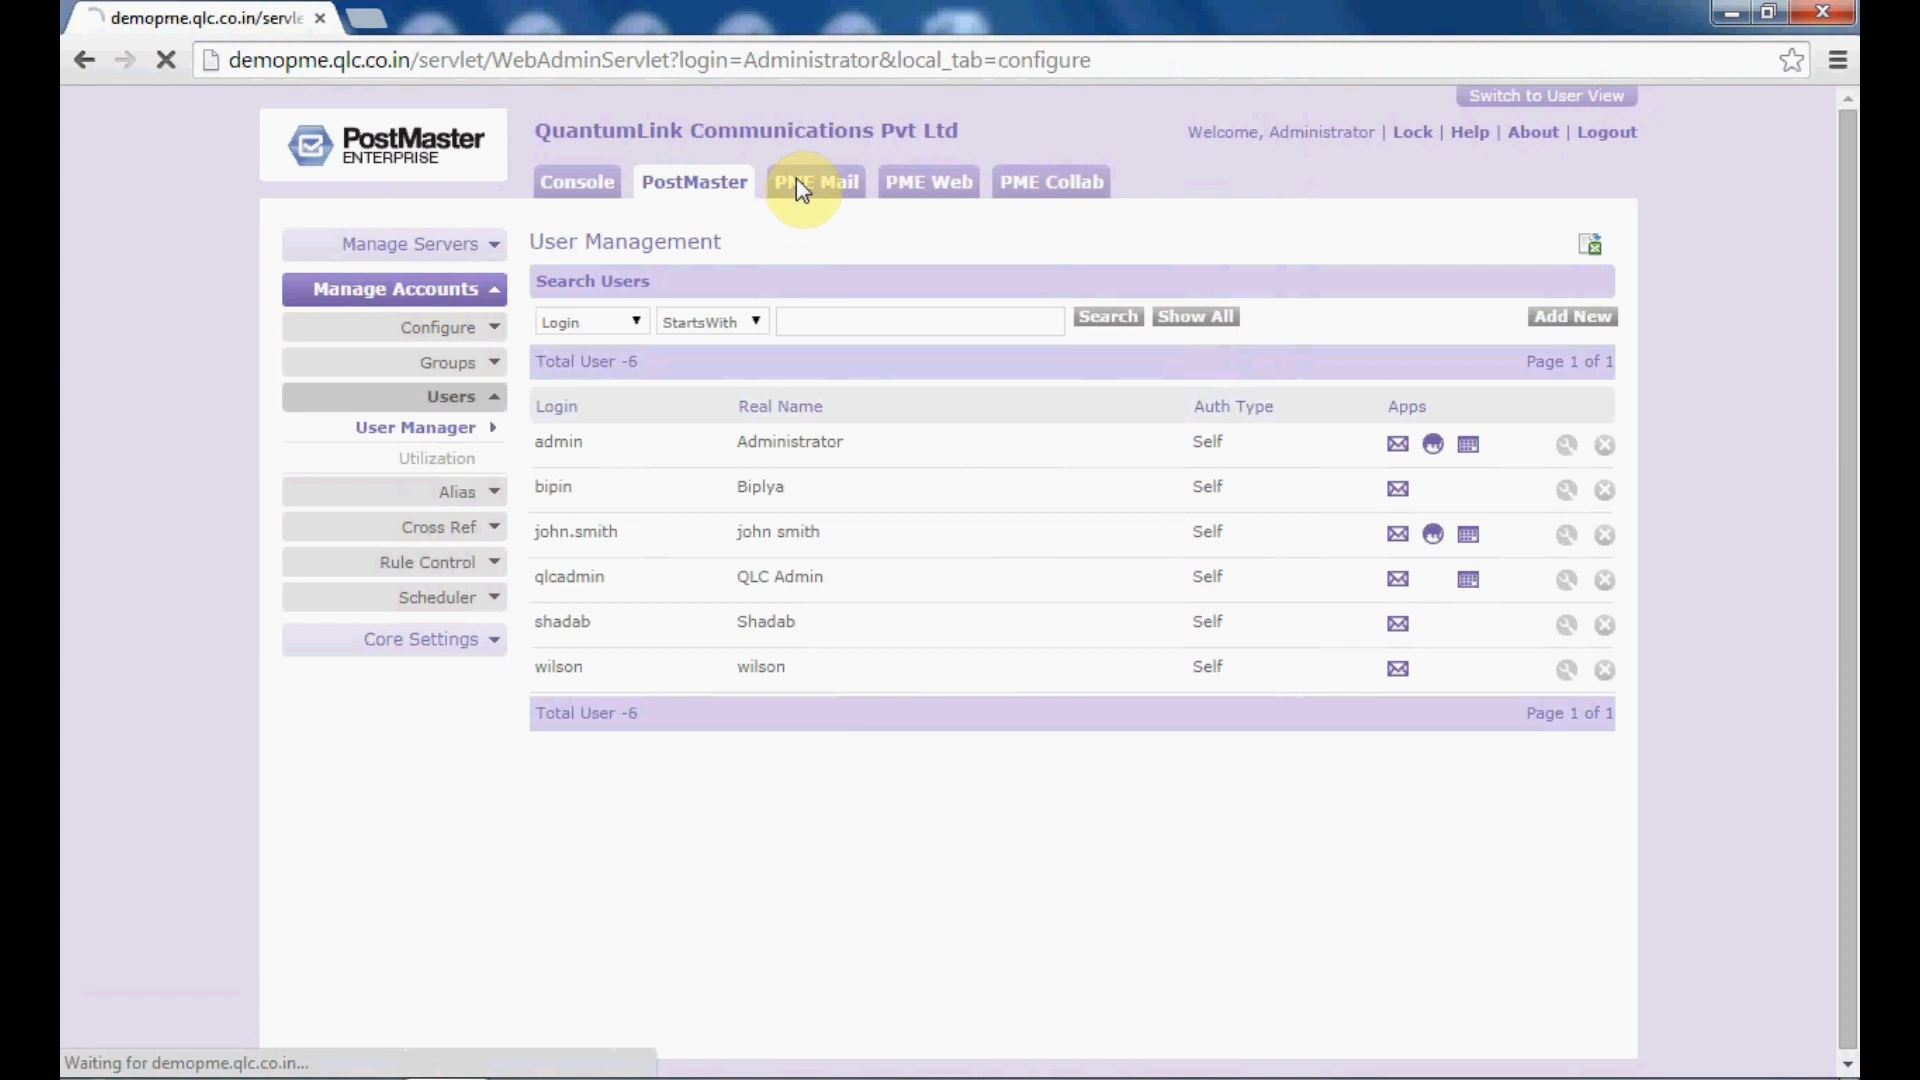 demopme.qlc.co.in/servle
demopme.qlc.co.in/servlet/WebAdminServlet?login=Administrator&local_tab=configure
Switch to User View
PostMaster
ENTERPRISE
QuantumLink Communications Pvt Ltd
Welcome, Administrator | Lock | Help | About | Logout
Console PostMaster PME Mail PME Web PME Collab
Manage Servers
Manage Accounts
Configure
Groups
Users
User Manager
Utilization
Alias
Cross Ref
Rule Control
Scheduler
Core Settings
User Management
Search Users
Login StartsWith Search Show All Add New
Total User -6 Page 1 of 1
Login Real Name Auth Type Apps
admin Administrator Self
bipin Biplya Self
john.smith john smith Self
qlcadmin QLC Admin Self
shadab Shadab Self
wilson wilson Self
Total User -6 Page 1 of 1
Waiting for demopme.qlc.co.in...